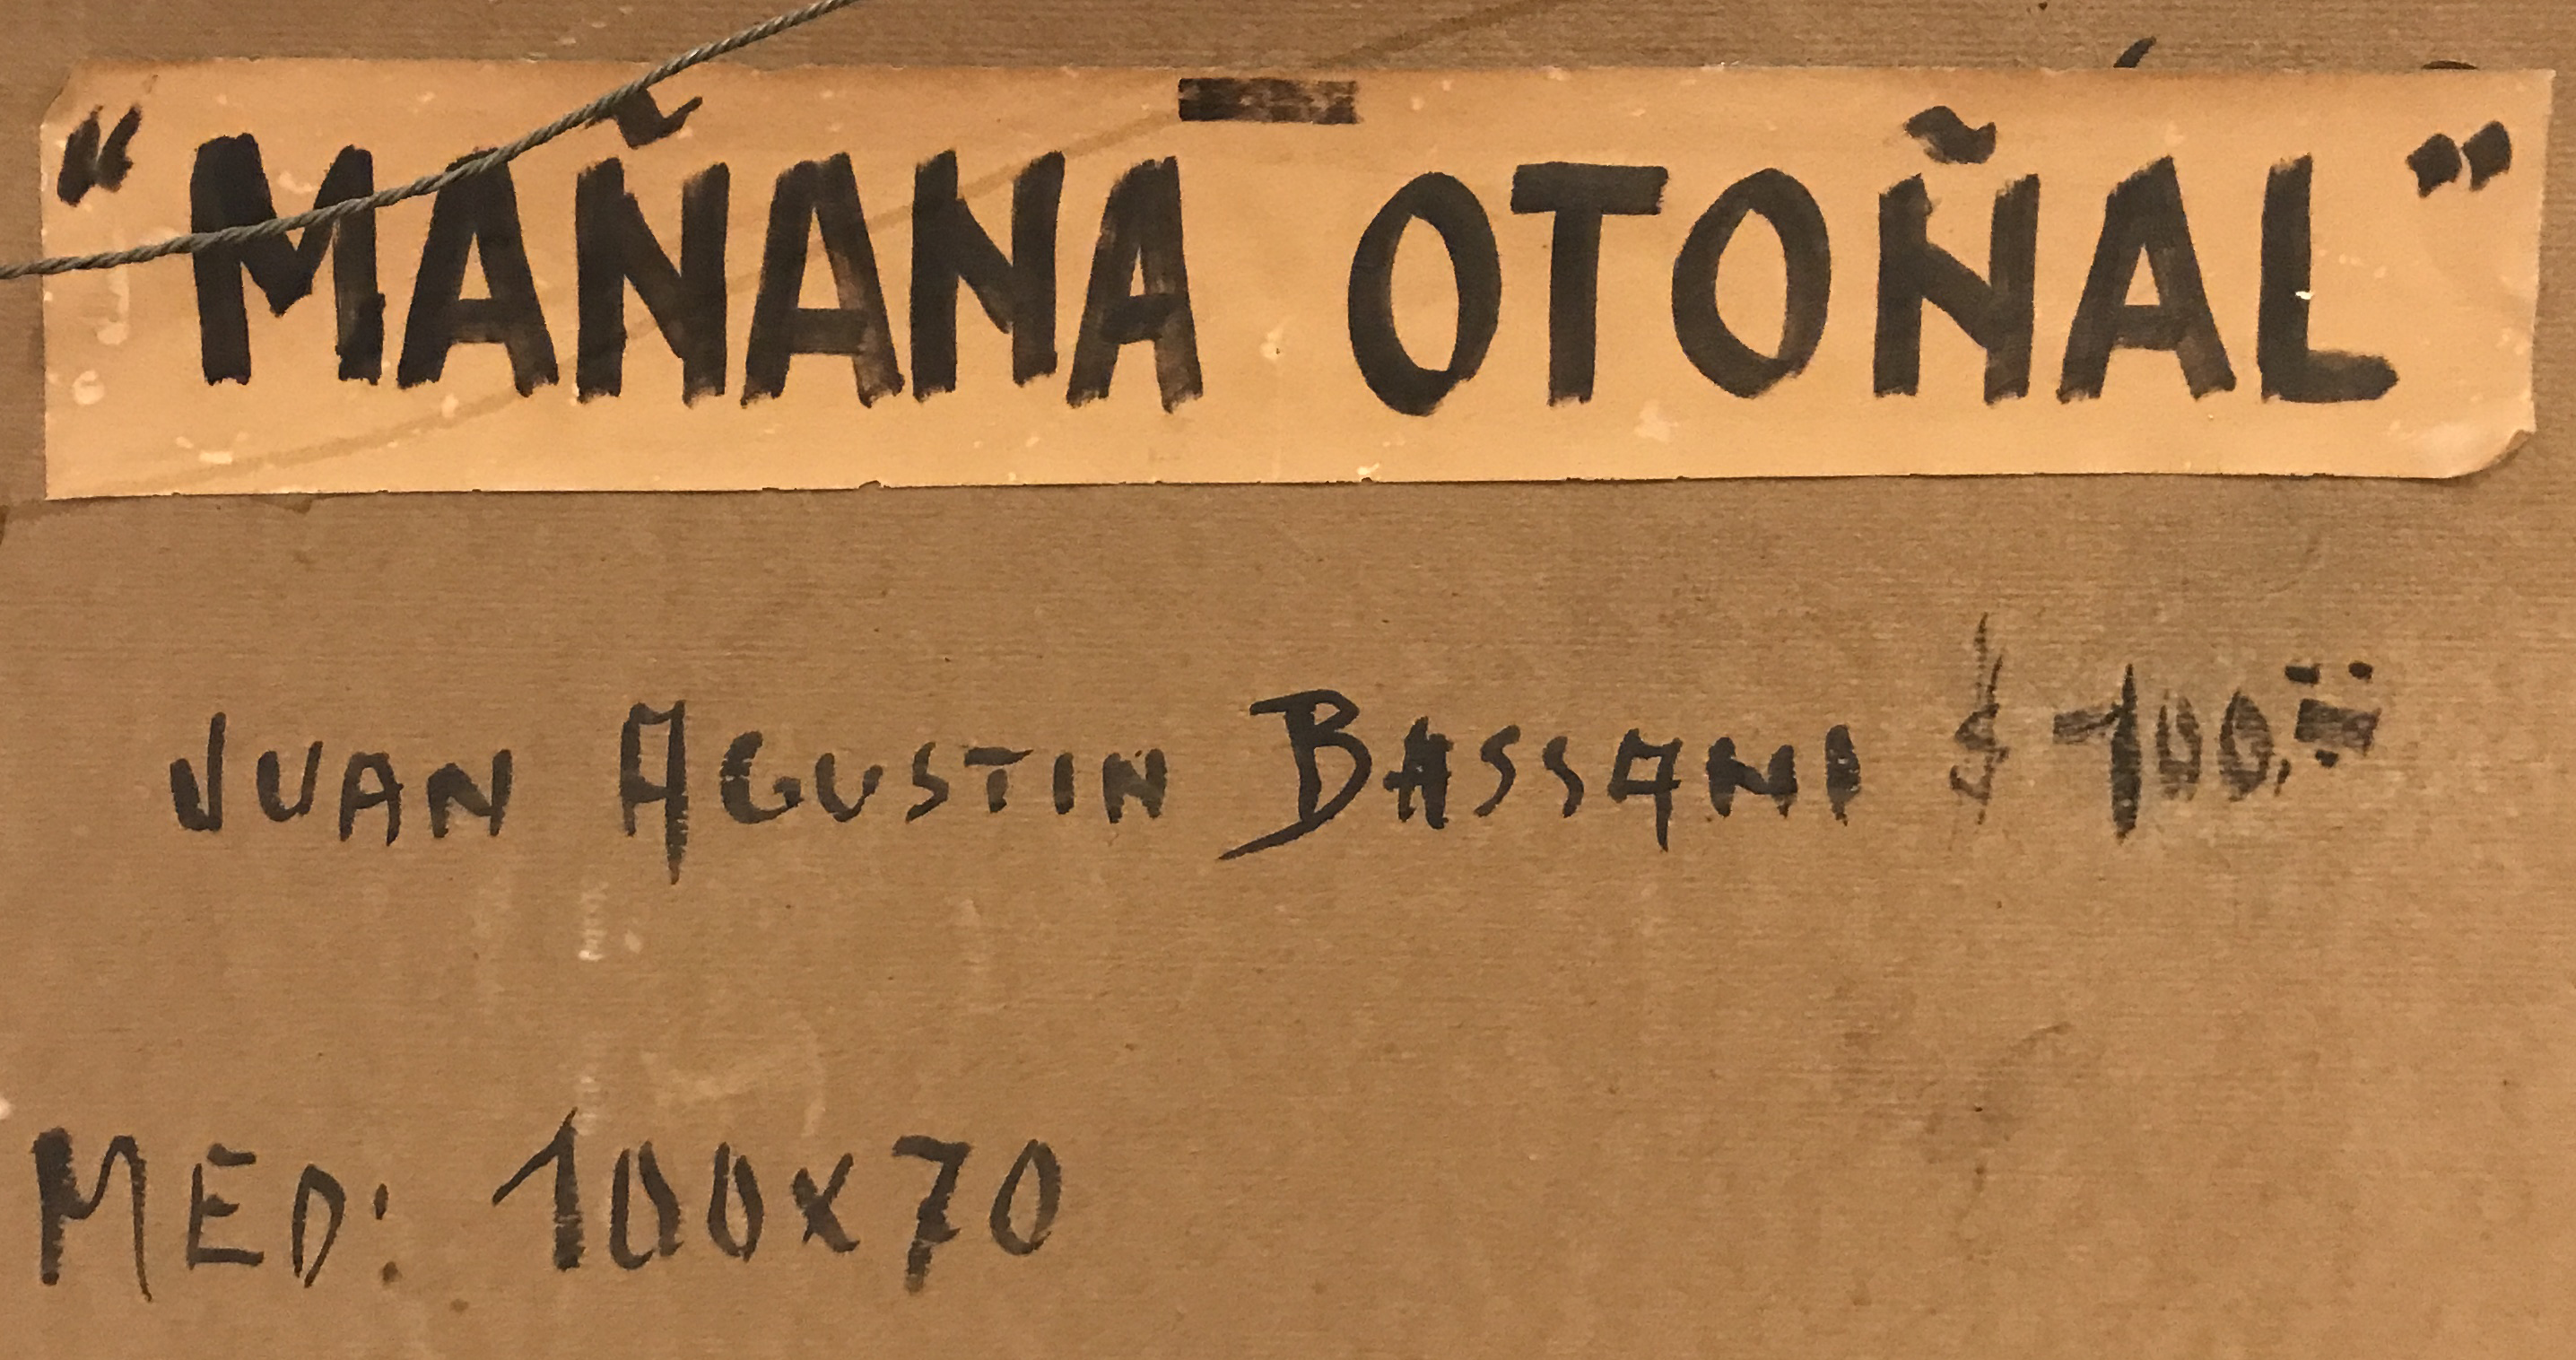 “MAÑANA OTOÑAL”
JUAN AGUSTIN BASSANI $ 100,=
MED: 100x70